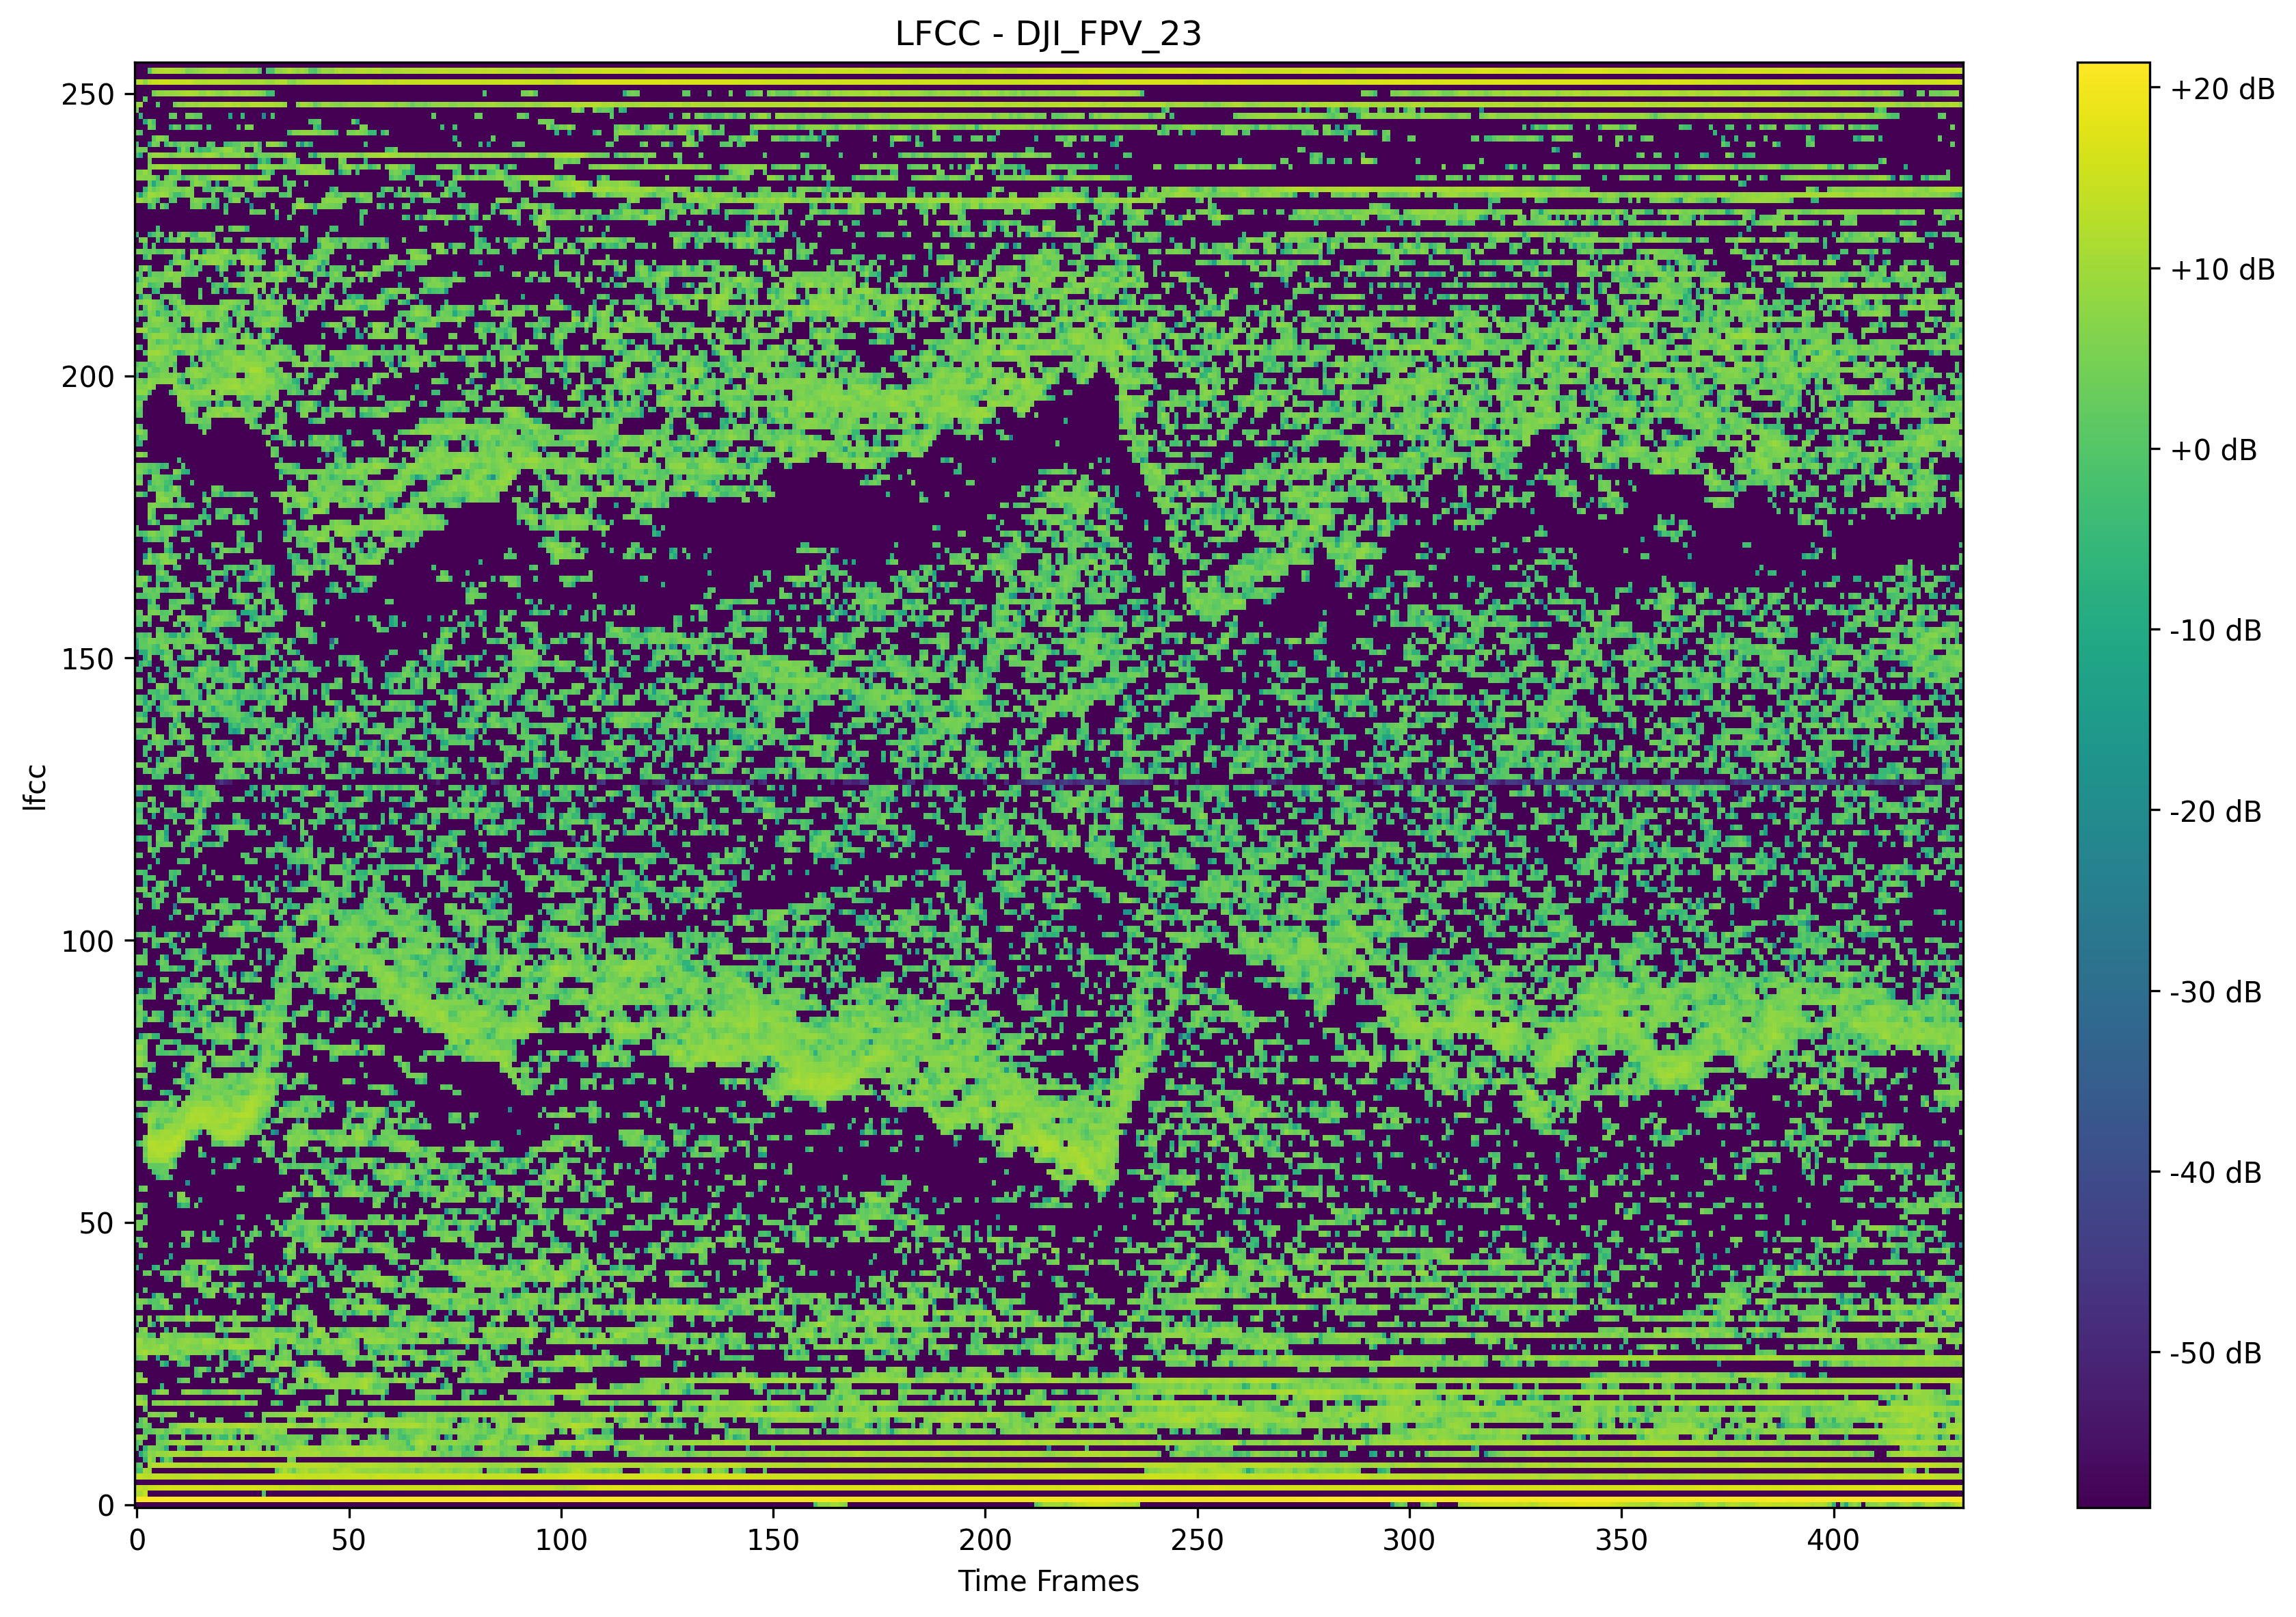 LFCC - DJI_FPV_23
250
200
150
100
50
0
lfcc
0 50 100 150 200 250 300 350 400
Time Frames
+20 dB
+10 dB
+0 dB
-10 dB
-20 dB
-30 dB
-40 dB
-50 dB